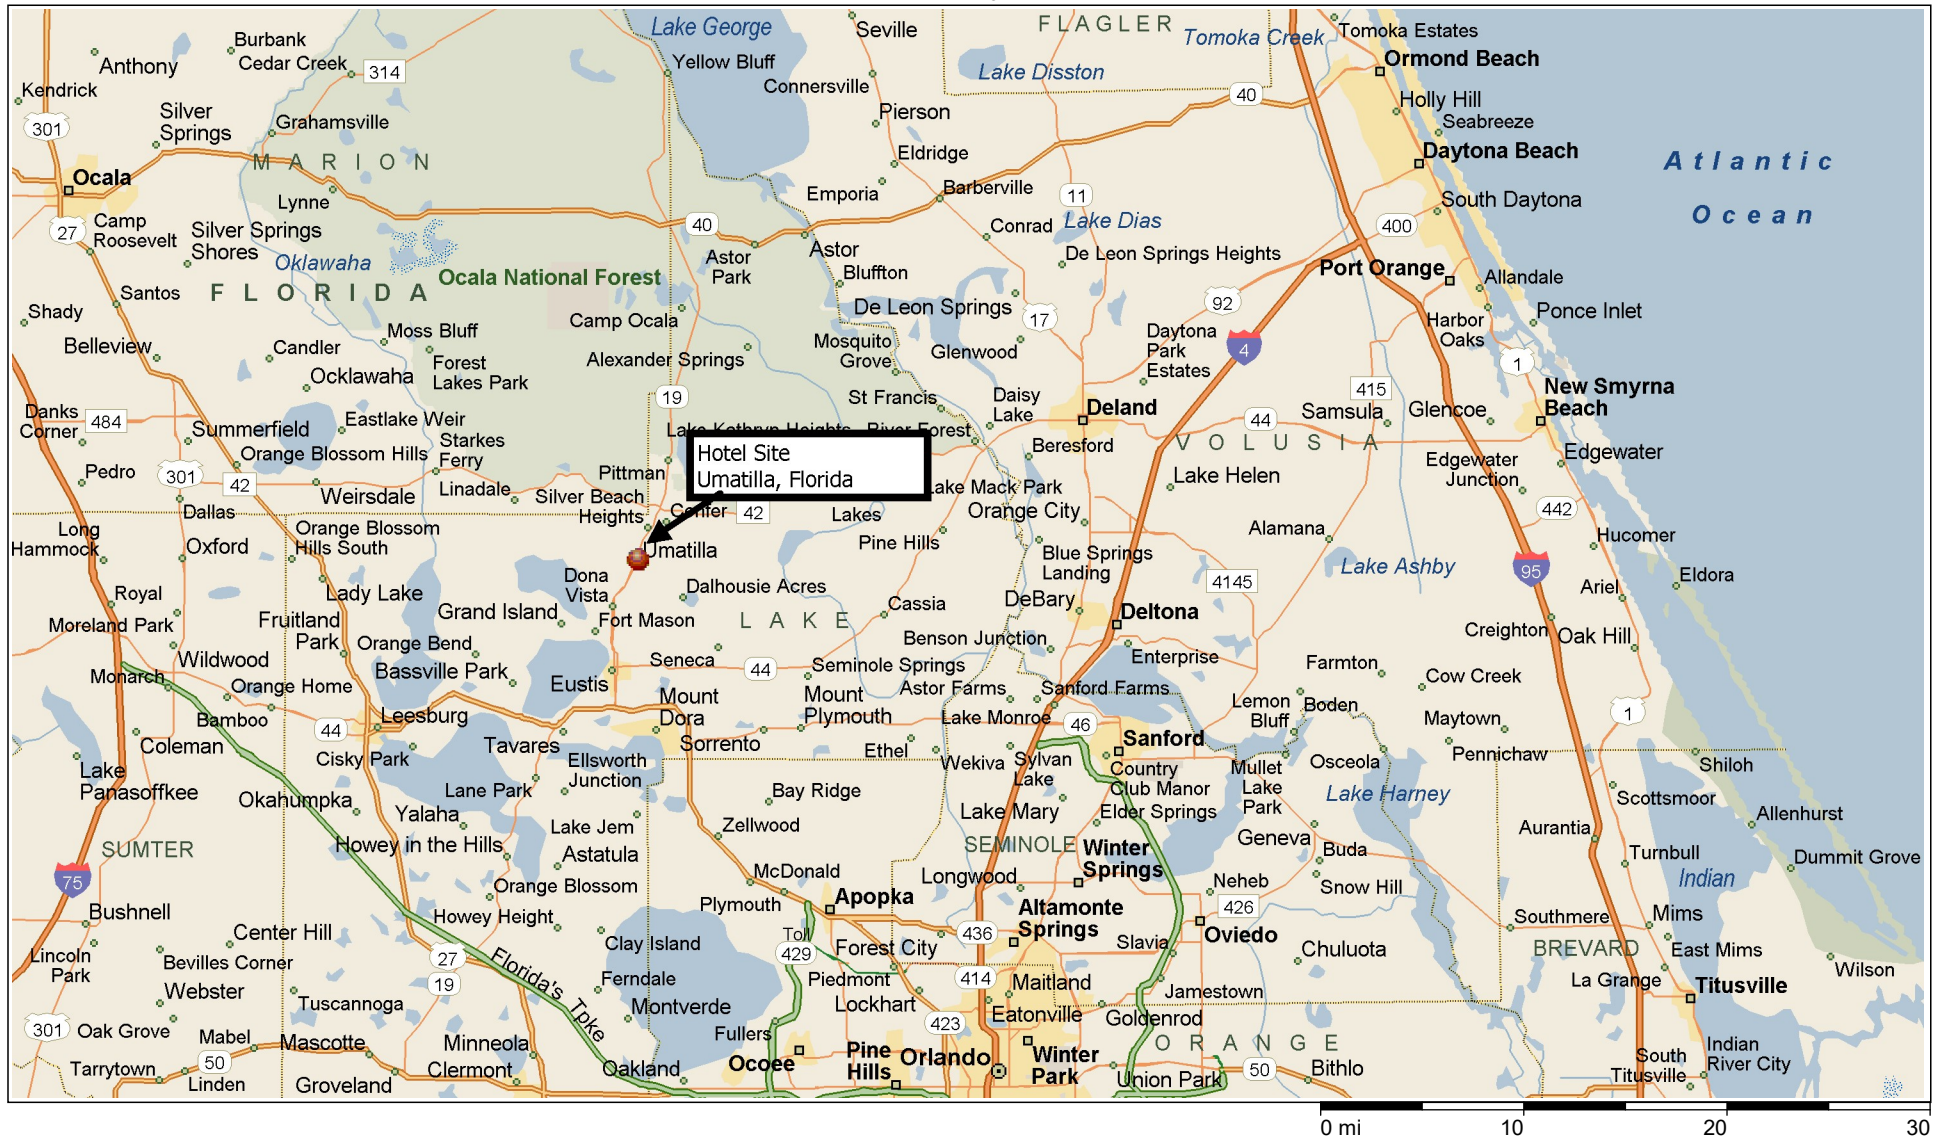 Lake George
Seville
FLAGLER
Tomoka Creek
Tomoka Estates
Burbank
Cedar Creek
314
Anthony
Yellow Bluff
Lake Disston
Ormond Beach
Connersville
40
Kendrick
Silver
Springs
Grahamsville
Pierson
Holly Hill
Seabreeze
301
MARION
Eldridge
Daytona Beach
Atlantic
Ocean
Ocala
Emporia
Barberville
11
Lynne
South Daytona
27
Camp
Roosevelt
Silver Springs
Shores
40
Conrad
Lake Dias
400
Oklawaha
Astor
Park
Astor
De Leon Springs Heights
Port Orange
Ocala National Forest
Bluffton
Allandale
Santos
FLORIDA
92
De Leon Springs
Shady
Camp Ocala
17
Ponce Inlet
Moss Bluff
Harbor
Oaks
Belleview
Candler
Mosquito
Grove
Glenwood
Daytona
Park
Estates
4
Forest
Lakes Park
Alexander Springs
1
Ocklawaha
19
St Francis
Daisy
Lake
Deland
415
New Smyrna
Beach
Danks
Corner
484
Eastlake Weir
44
Samsula
Glencoe
Summerfield
Lake Kathryn Heights
River Forest
VOLUSIA
Starkes
Ferry
Hotel Site
Umatilla, Florida
Beresford
Edgewater
Orange Blossom Hills
Edgewater
Junction
Pedro
301
42
Pittman
Lake Helen
Weirsdale
Linadale
Silver Beach
Heights
Lake Mack Park
Dallas
Confer
42
Lakes
Orange City
442
Long
Hammock
Orange Blossom
Hills South
Alamana
Hucomer
Oxford
Umatilla
Pine Hills
Blue Springs
Landing
Lake Ashby
95
Eldora
Dona
Vista
Dalhousie Acres
4145
Ariel
Royal
Lady Lake
Grand Island
Cassia
DeBary
Deltona
Moreland Park
Fruitland
Park
Fort Mason
LAKE
Creighton
Oak Hill
Orange Bend
Benson Junction
Wildwood
Seneca
44
Seminole Springs
Enterprise
Farmton
Monarch
Bassville Park
Cow Creek
Orange Home
Eustis
Astor Farms
Sanford Farms
Mount
Dora
Mount
Plymouth
Lemon
Bluff
Boden
Bamboo
44
Leesburg
Lake Monroe
46
Maytown
1
Coleman
Tavares
Sorrento
Ethel
Sanford
Pennichaw
Cisky Park
Ellsworth
Junction
Wekiva
Sylvan
Lake
Country
Club Manor
Mullet
Lake
Park
Osceola
Shiloh
Lake
Panasoffkee
Lane Park
Bay Ridge
Lake Harney
Scottsmoor
Okahumpka
Yalaha
Lake Mary
Elder Springs
Allenhurst
Lake Jem
Zellwood
Aurantia
SUMTER
Howey in the Hills
Astatula
SEMINOLE
Winter
Springs
Geneva
Buda
Turnbull
Dummit Grove
75
Orange Blossom
McDonald
Longwood
Neheb
Snow Hill
Indian
Bushnell
Howey Height
Plymouth
Apopka
Altamonte
Springs
426
Southmere
Mims
Center Hill
Clay Island
Toll
429
Forest City
436
Slavia
Oviedo
Chuluota
BREVARD
East Mims
Lincoln
Park
Bevilles Corner
27
19
Florida's Tpke
Ferndale
Piedmont
414
Maitland
La Grange
Wilson
Webster
Tuscannoga
Montverde
Lockhart
Jamestown
Titusville
301
Oak Grove
Mabel
Mascotte
Minneola
Fullers
423
Eatonville
Goldenrod
ORANGE
50
Ocoee
Pine
Hills
Orlando
Winter
Park
South
Titusville
Indian
River City
Tarrytown
Linden
Groveland
Clermont
Oakland
Union Park
50
Bithlo
0 mi
10
20
30